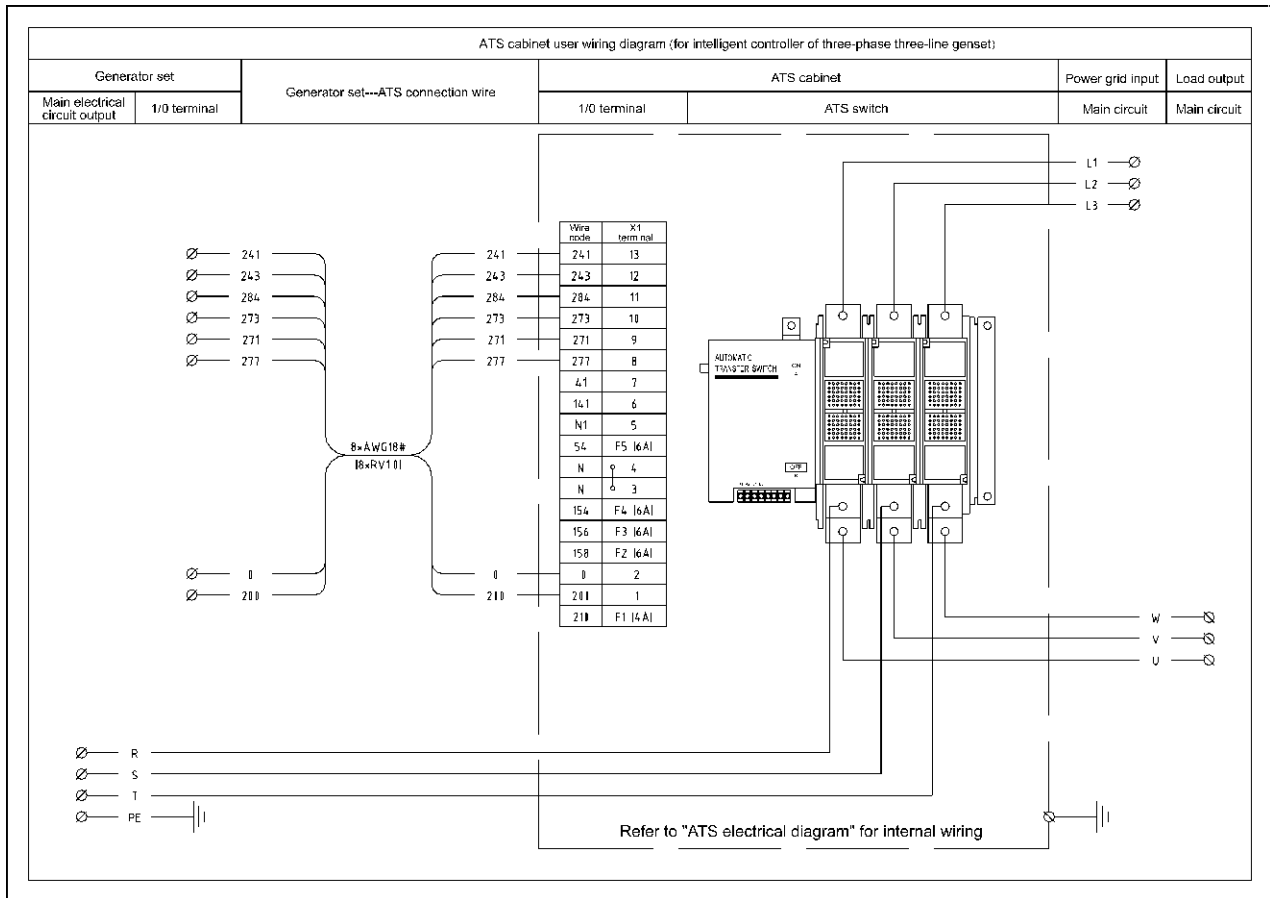 ATS cabinet user wiring diagram (for intelligent controller of three-phase three-line genset)
Generator set
Generator set---ATS connection wire
ATS cabinet
Power grid input
Load output
Main electrical
circuit output
1/0 terminal
1/0 terminal
ATS switch
Main circuit
Main circuit
L1
L2
L3
Wire
code
X1
terminal
241 241 241 13
243 243 243 12
284 284 284 11
273 273 273 10
271 271 271 9
277 277 277 8
41 7
141 6
N1 5
54 F5 |6A|
N 4
N 3
154 F4 |6A|
156 F3 |6A|
158 F2 |6A|
0 0 0 2
200 210 201 1
210 F1 |4A|
8×AWG18#
|8×RV1.0|
AUTOMATIC
TRANSFER SWITCH
ON
OFF
W
V
U
R
S
T
PE
Refer to "ATS electrical diagram" for internal wiring